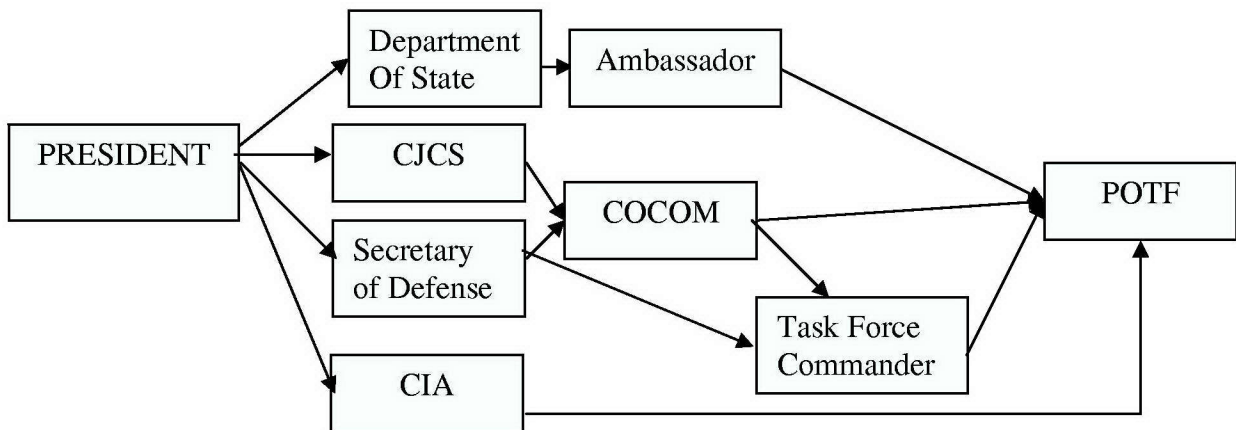 Department
Of State
Ambassador
PRESIDENT
CJCS
COCOM
POTF
Secretary
of Defense
Task Force
Commander
CIA